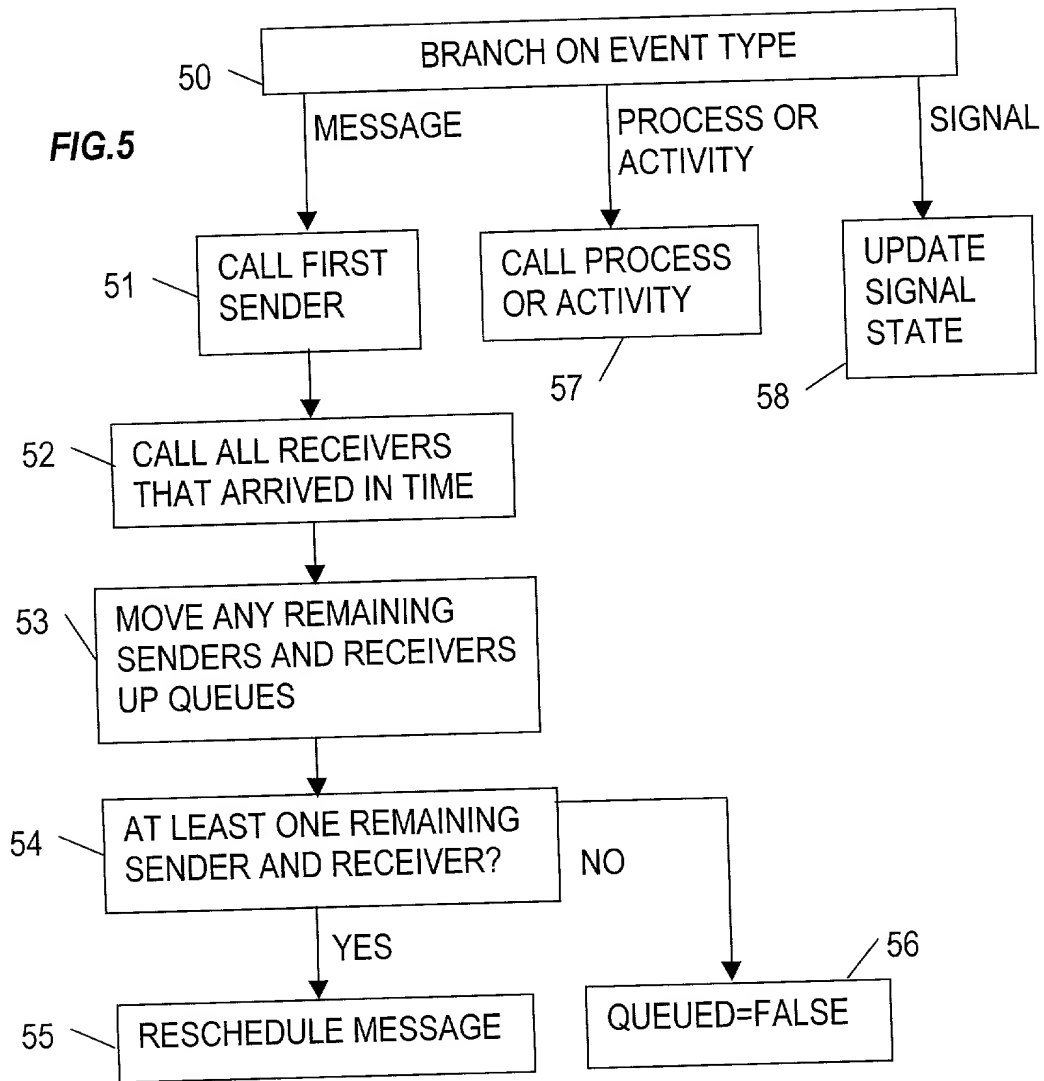 BRANCH ON EVENT TYPE
50
FIG.5
MESSAGE
PROCESS OR
ACTIVITY
SIGNAL
51
CALL FIRST
SENDER
CALL PROCESS
OR ACTIVITY
57
UPDATE
SIGNAL
STATE
58
52
CALL ALL RECEIVERS
THAT ARRIVED IN TIME
53
MOVE ANY REMAINING
SENDERS AND RECEIVERS
UP QUEUES
54
AT LEAST ONE REMAINING
SENDER AND RECEIVER?
NO
YES
56
55
RESCHEDULE MESSAGE
QUEUED=FALSE